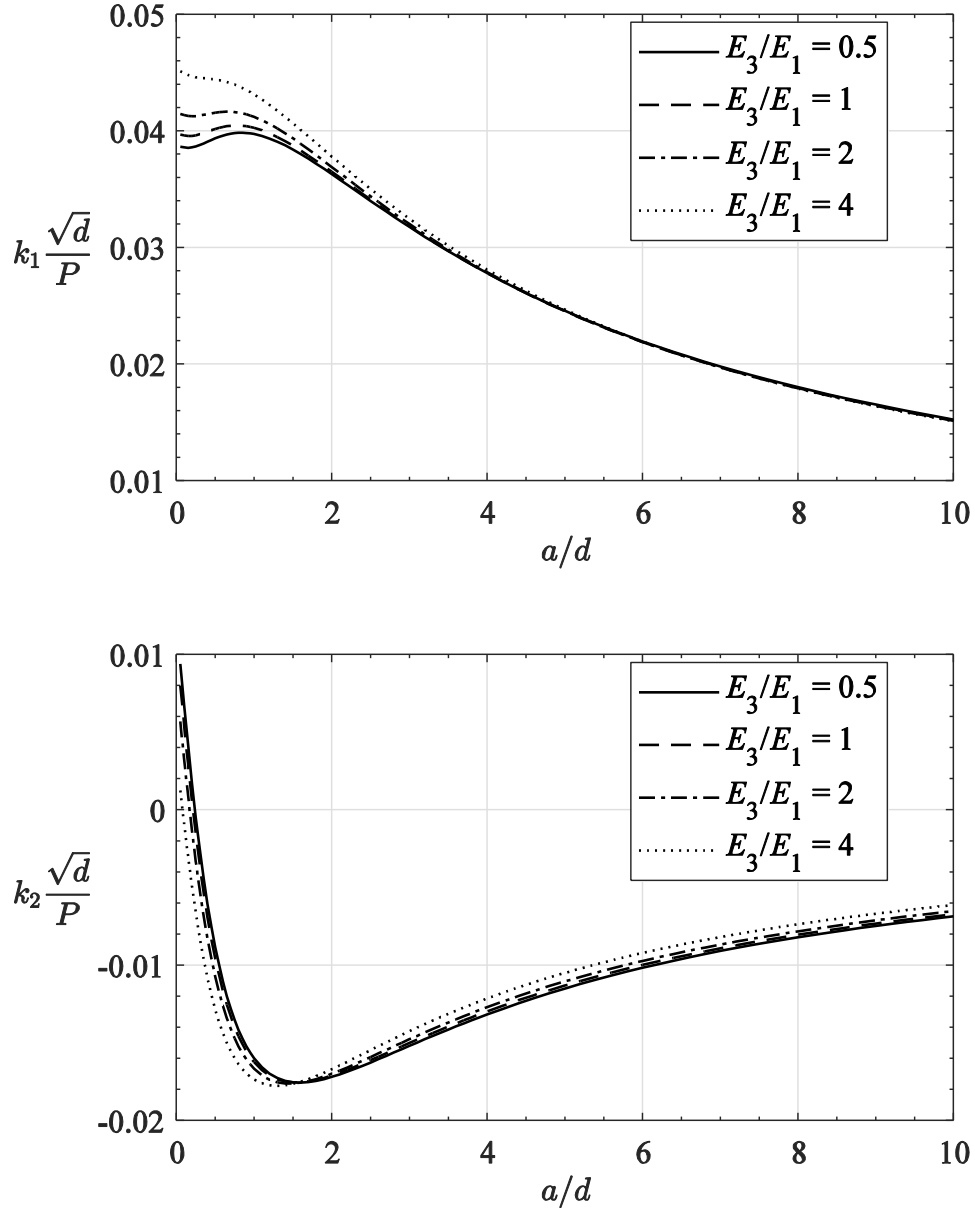 0.05
0.04
0.03
0.02
0.01
k₁ √d/P
E₃/E₁ = 0.5
E₃/E₁ = 1
E₃/E₁ = 2
E₃/E₁ = 4
0 2 4 6 8 10
a/d
0.01
0
-0.01
-0.02
k₂ √d/P
E₃/E₁ = 0.5
E₃/E₁ = 1
E₃/E₁ = 2
E₃/E₁ = 4
0 2 4 6 8 10
a/d